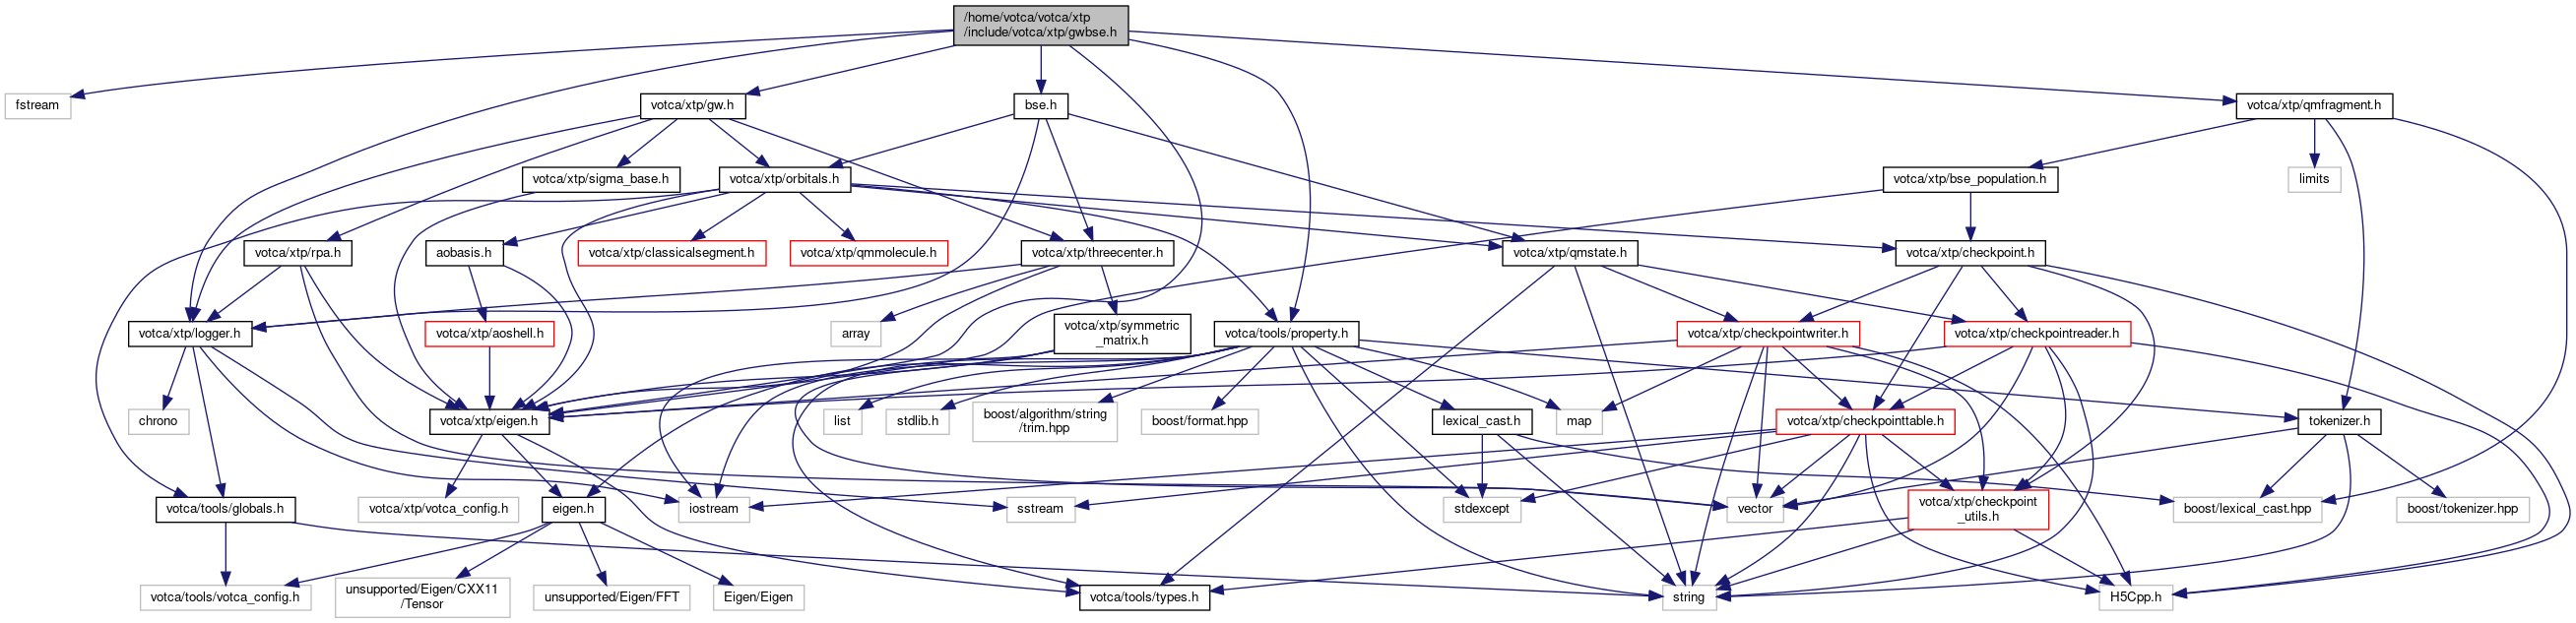 /home/votca/votca/xtp
/include/votca/xtp/gwbse.h
fstream
votca/xtp/gw.h
bse.h
votca/xtp/qmfragment.h
votca/xtp/sigma_base.h
votca/xtp/orbitals.h
votca/xtp/bse_population.h
limits
votca/xtp/rpa.h
aobasis.h
votca/xtp/classicalsegment.h
votca/xtp/qmmolecule.h
votca/xtp/threecenter.h
votca/xtp/qmstate.h
votca/xtp/checkpoint.h
votca/xtp/logger.h
votca/xtp/aoshell.h
array
votca/xtp/symmetric
_matrix.h
votca/tools/property.h
votca/xtp/checkpointwriter.h
votca/xtp/checkpointreader.h
chrono
votca/xtp/eigen.h
list
stdlib.h
boost/algorithm/string
/trim.hpp
boost/format.hpp
lexical_cast.h
map
votca/xtp/checkpointtable.h
tokenizer.h
votca/tools/globals.h
votca/xtp/votca_config.h
eigen.h
iostream
sstream
stdexcept
vector
votca/xtp/checkpoint
_utils.h
boost/lexical_cast.hpp
boost/tokenizer.hpp
votca/tools/votca_config.h
unsupported/Eigen/CXX11
/Tensor
unsupported/Eigen/FFT
Eigen/Eigen
votca/tools/types.h
string
H5Cpp.h